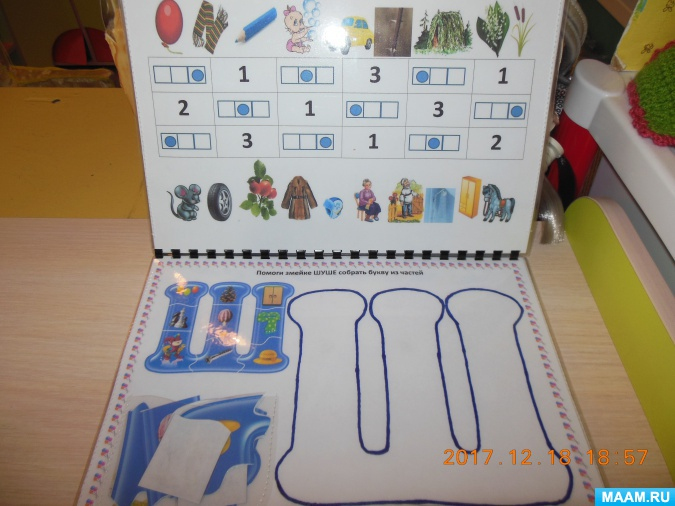 1 3 1
2 1 3
3 1 2
Помоги змейке ШУШЕ собрать букву из частей
Ш
2017.12.18 18:57
MAAM.RU